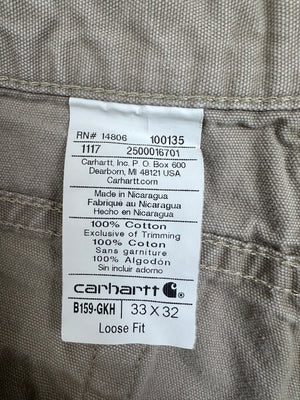 RN# 14806 100135
1117 2500016701
Carhartt, Inc. P. O. Box 600
Dearborn, MI 48121 USA
Carhartt.com
Made in Nicaragua
Fabriqué au Nicaragua
Hecho en Nicaragua
100% Cotton
Exclusive of Trimming
100% Coton
Sans garniture
100% Algodón
Sin incluir adorno
carhartt
B159-GKH 33 X 32
Loose Fit